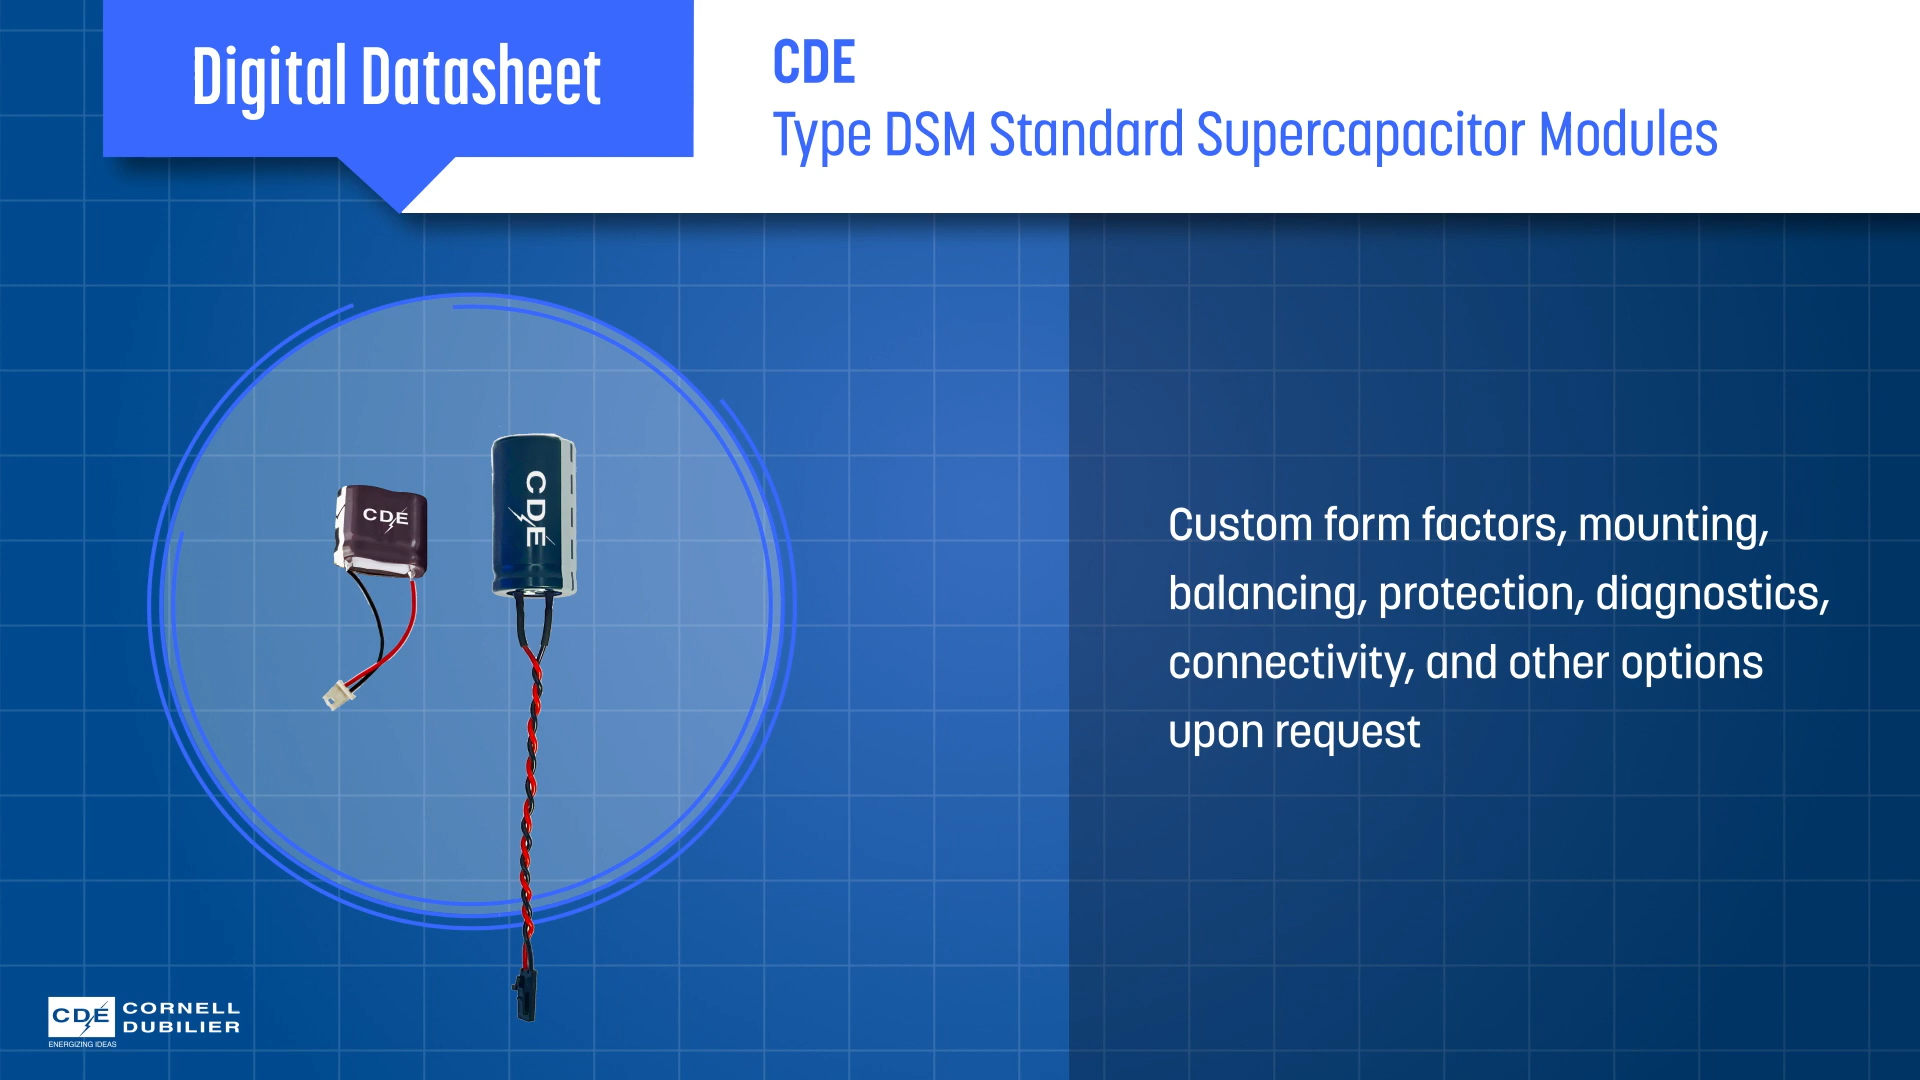 Digital Datasheet
CDE
Type DSM Standard Supercapacitor Modules
CDE
CDE
Custom form factors, mounting,
balancing, protection, diagnostics,
connectivity, and other options
upon request
CDE CORNELL
DUBILIER
ENERGIZING IDEAS